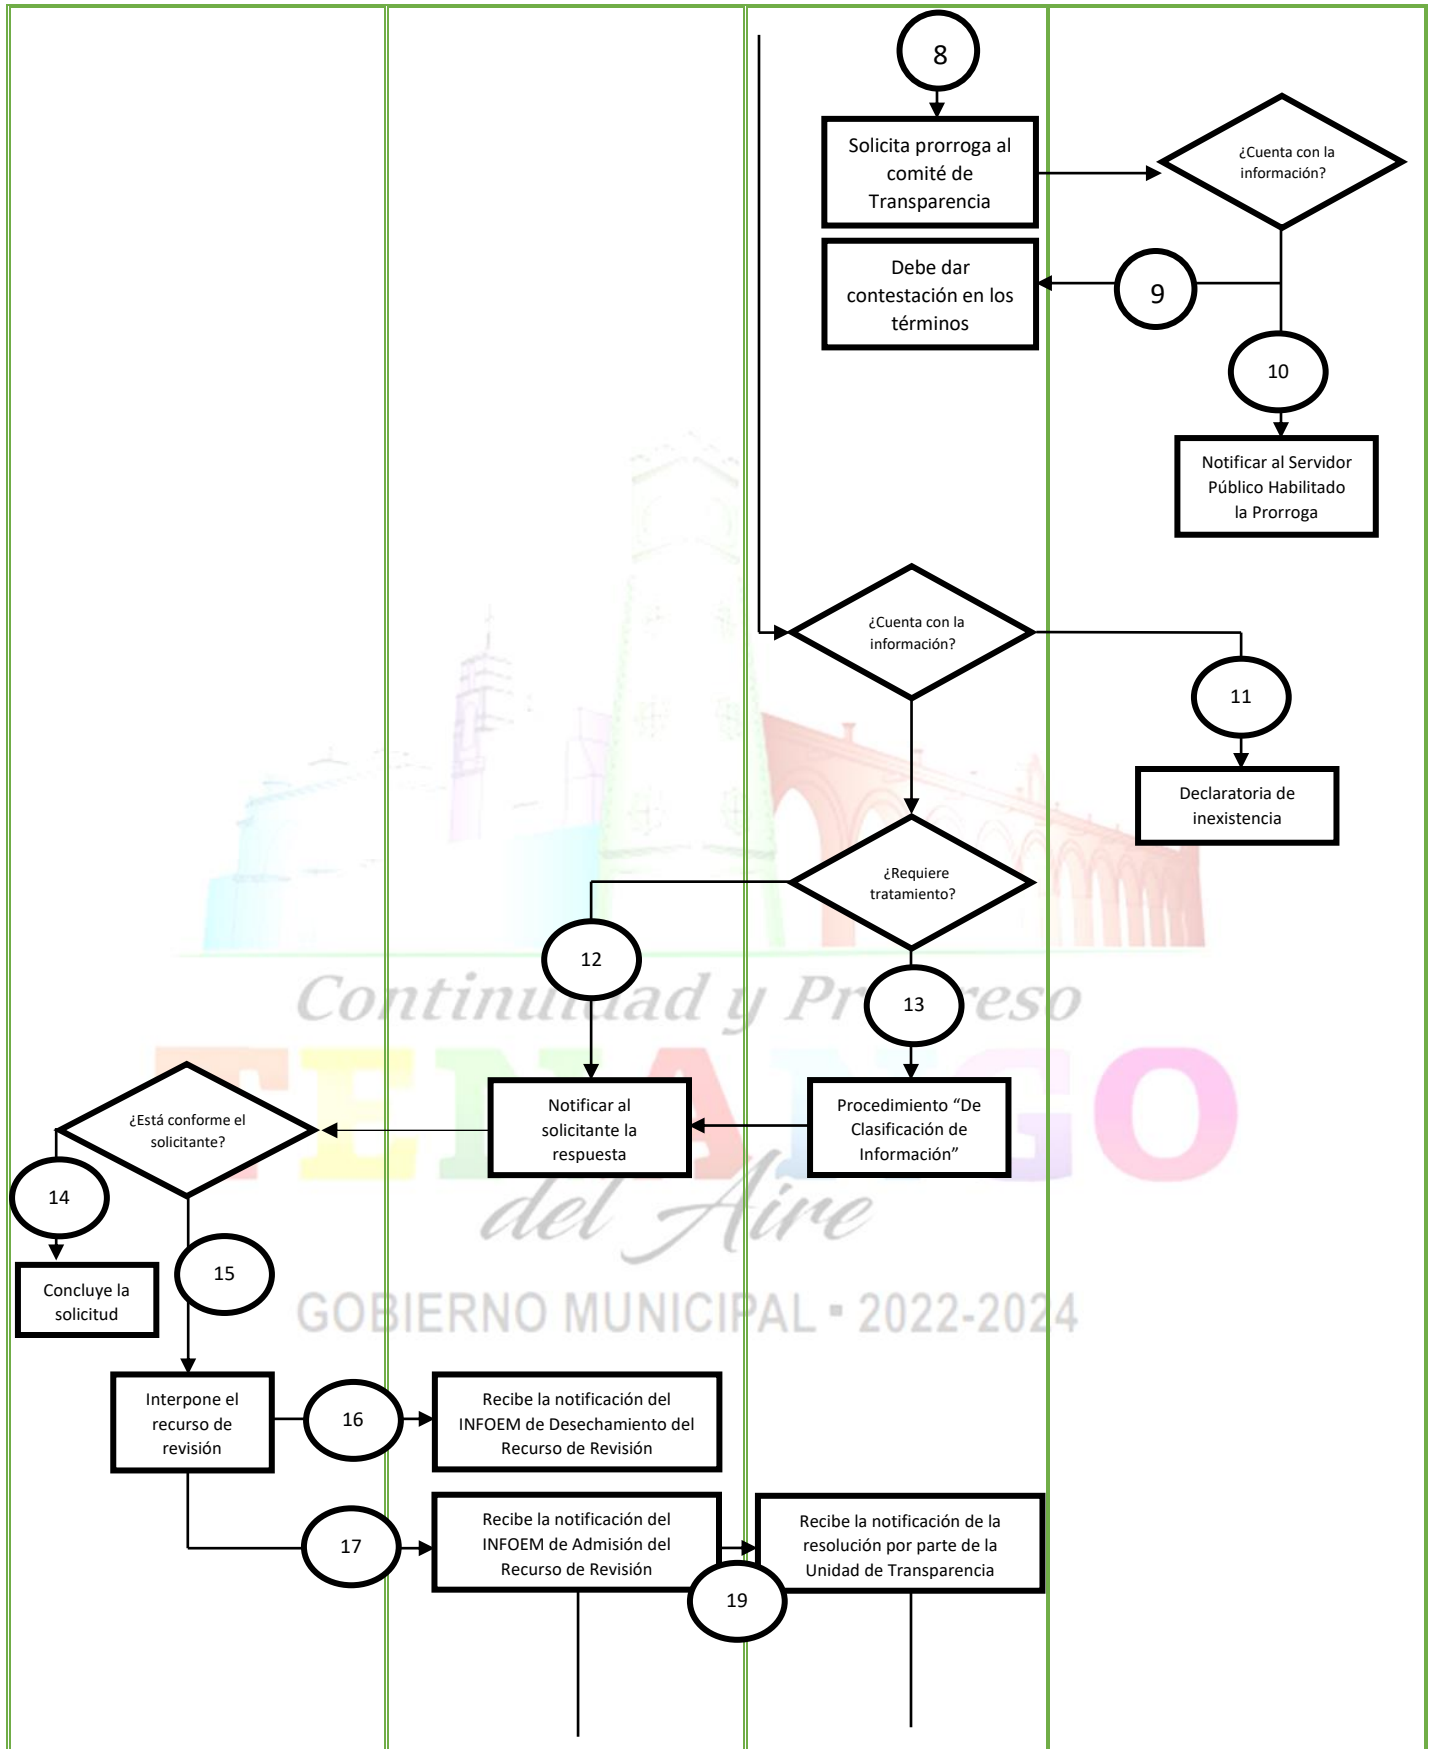 8
Solicita prorroga al
comité de
Transparencia
¿Cuenta con la
información?
Debe dar
contestación en los
términos
9
10
Notificar al Servidor
Público Habilitado
la Prorroga
¿Cuenta con la
información?
11
Declaratoria de
inexistencia
¿Requiere
tratamiento?
12
13
Continuidad y Progreso
TENANGO
del Aire
GOBIERNO MUNICIPAL ▪ 2022-2024
¿Está conforme el
solicitante?
Notificar al
solicitante la
respuesta
Procedimiento “De
Clasificación de
Información”
14
15
Concluye la
solicitud
Interpone el
recurso de
revisión
16
Recibe la notificación del
INFOEM de Desechamiento del
Recurso de Revisión
17
Recibe la notificación del
INFOEM de Admisión del
Recurso de Revisión
19
Recibe la notificación de la
resolución por parte de la
Unidad de Transparencia